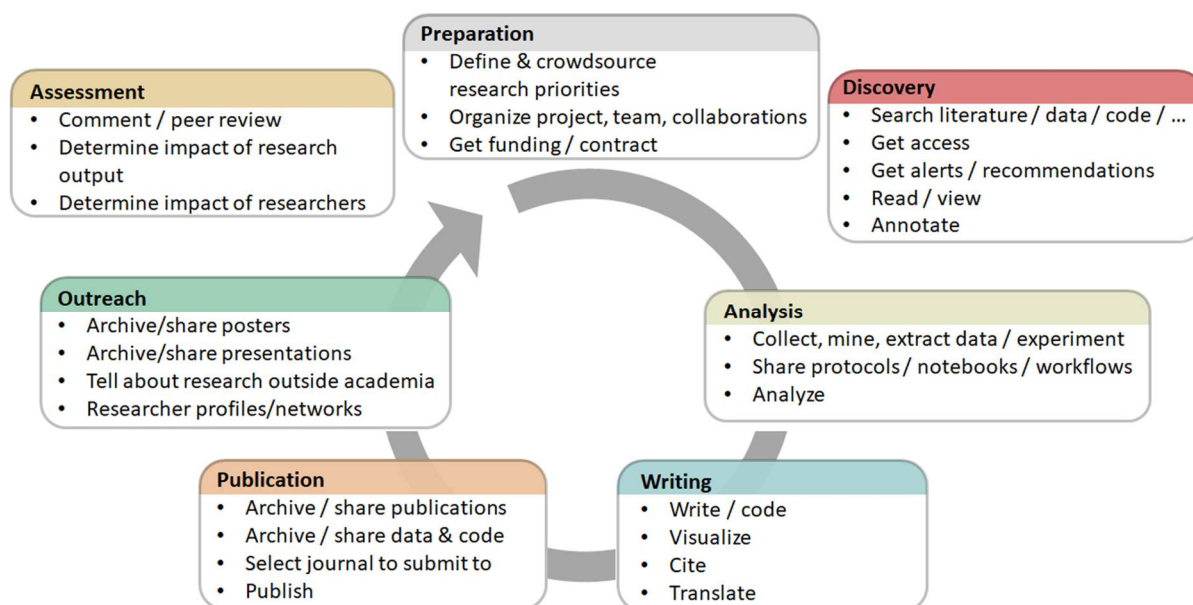 Preparation
• Define & crowdsource
research priorities
• Organize project, team, collaborations
• Get funding / contract
Discovery
• Search literature / data / code / ...
• Get access
• Get alerts / recommendations
• Read / view
• Annotate
Analysis
• Collect, mine, extract data / experiment
• Share protocols / notebooks / workflows
• Analyze
Writing
• Write / code
• Visualize
• Cite
• Translate
Publication
• Archive / share publications
• Archive / share data & code
• Select journal to submit to
• Publish
Outreach
• Archive/share posters
• Archive/share presentations
• Tell about research outside academia
• Researcher profiles/networks
Assessment
• Comment / peer review
• Determine impact of research
output
• Determine impact of researchers